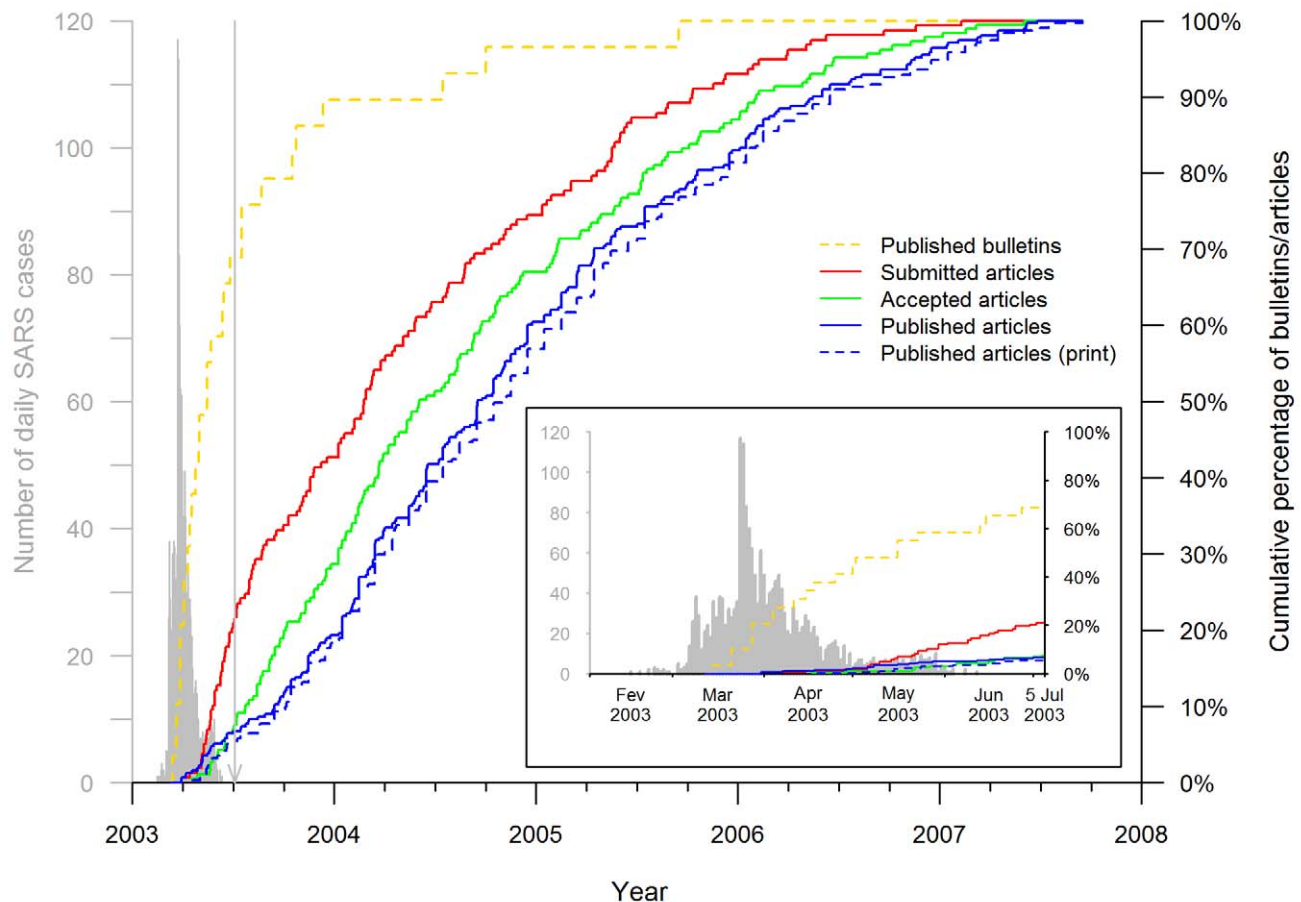 120
100
80
60
40
20
0
Number of daily SARS cases
100%
90%
80%
70%
60%
50%
40%
30%
20%
10%
0%
Cumulative percentage of bulletins/articles
Published bulletins
Submitted articles
Accepted articles
Published articles
Published articles (print)
120
100
80
60
40
20
0
100%
80%
60%
40%
20%
0%
Fev Mar Apr May Jun 5 Jul
2003 2003 2003 2003 2003 2003
2003 2004 2005 2006 2007 2008
Year